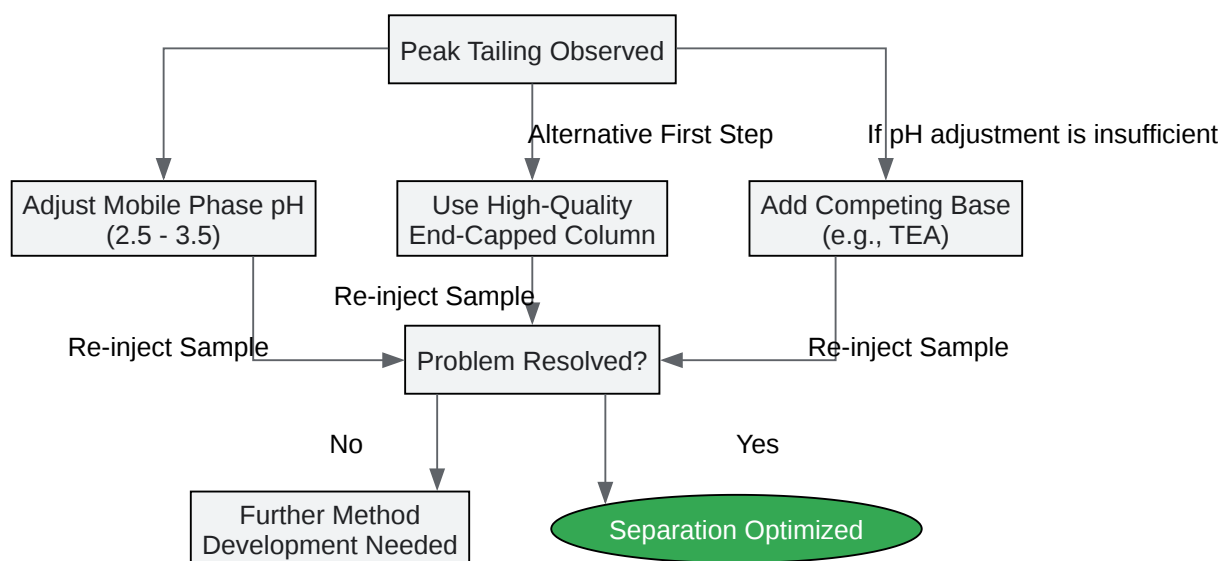 Peak Tailing Observed
Alternative First Step
If pH adjustment is insufficient
Adjust Mobile Phase pH
(2.5 - 3.5)
Use High-Quality
End-Capped Column
Add Competing Base
(e.g., TEA)
Re-inject Sample
Re-inject Sample
Re-inject Sample
Problem Resolved?
No
Yes
Further Method
Development Needed
Separation Optimized